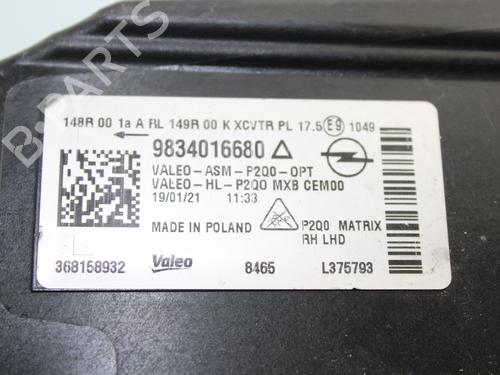 148R 00 1a A RL 149R 00 K XCVTR PL 17.5 E9 1049
9834016680
VALEO-ASM-P2Q0-OPT
VALEO-HL-P2Q0 MXB CEM00
19/01/21 11:33
MADE IN POLAND
P2Q0 MATRIX
RH LHD
368158932 Valeo 8465 L375793
B-PARTS